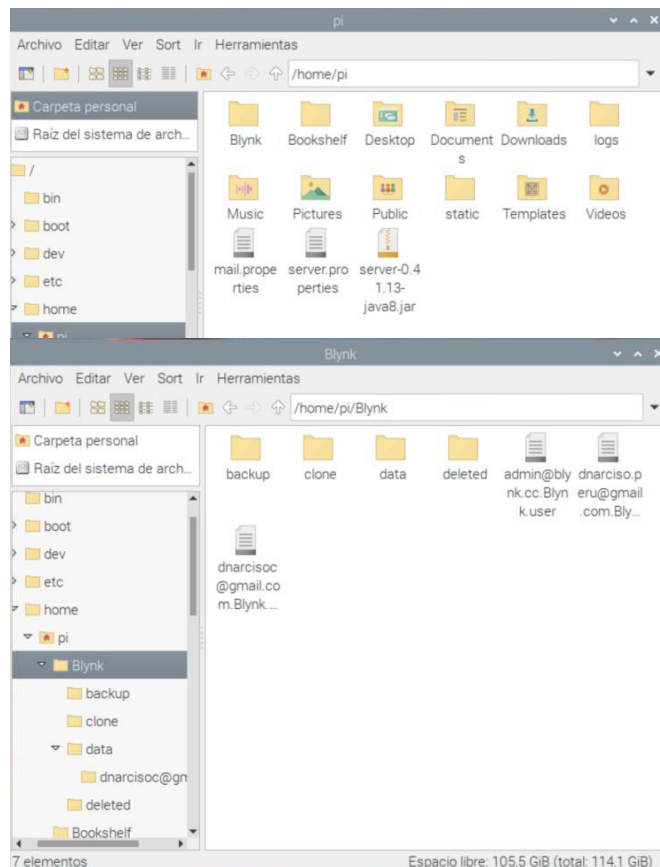 pi
Archivo Editar Ver Sort Ir Herramientas
/home/pi
Carpeta personal
Raíz del sistema de arch...
/
bin
boot
dev
etc
home
pi
Blynk Bookshelf Desktop Document Downloads logs
s
Music Pictures Public static Templates Videos
mail.prope server.pro server-0.4
rties perties 1.13-
java8.jar
Blynk
Archivo Editar Ver Sort Ir Herramientas
/home/pi/Blynk
Carpeta personal
Raíz del sistema de arch...
bin
boot
dev
etc
home
pi
Blynk
backup
clone
data
dnarcisoc@gm
deleted
Bookshelf
backup clone data deleted admin@bly dnarciso.p
nk.cc.Blyn eru@gmail
k.user .com.Bly...
dnarcisoc
@gmail.co
m.Blynk....
7 elementos Espacio libre: 105.5 GiB (total: 114.1 GiB)